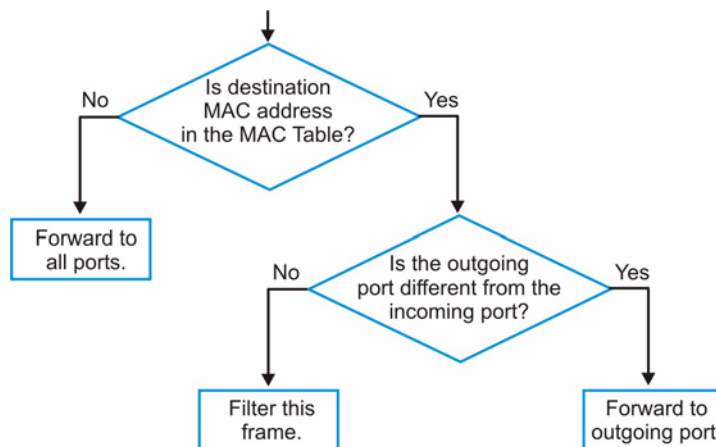 Is destination
MAC address
in the MAC Table?
No
Yes
Forward to
all ports.
Is the outgoing
port different from the
incoming port?
No
Yes
Filter this
frame.
Forward to
outgoing port